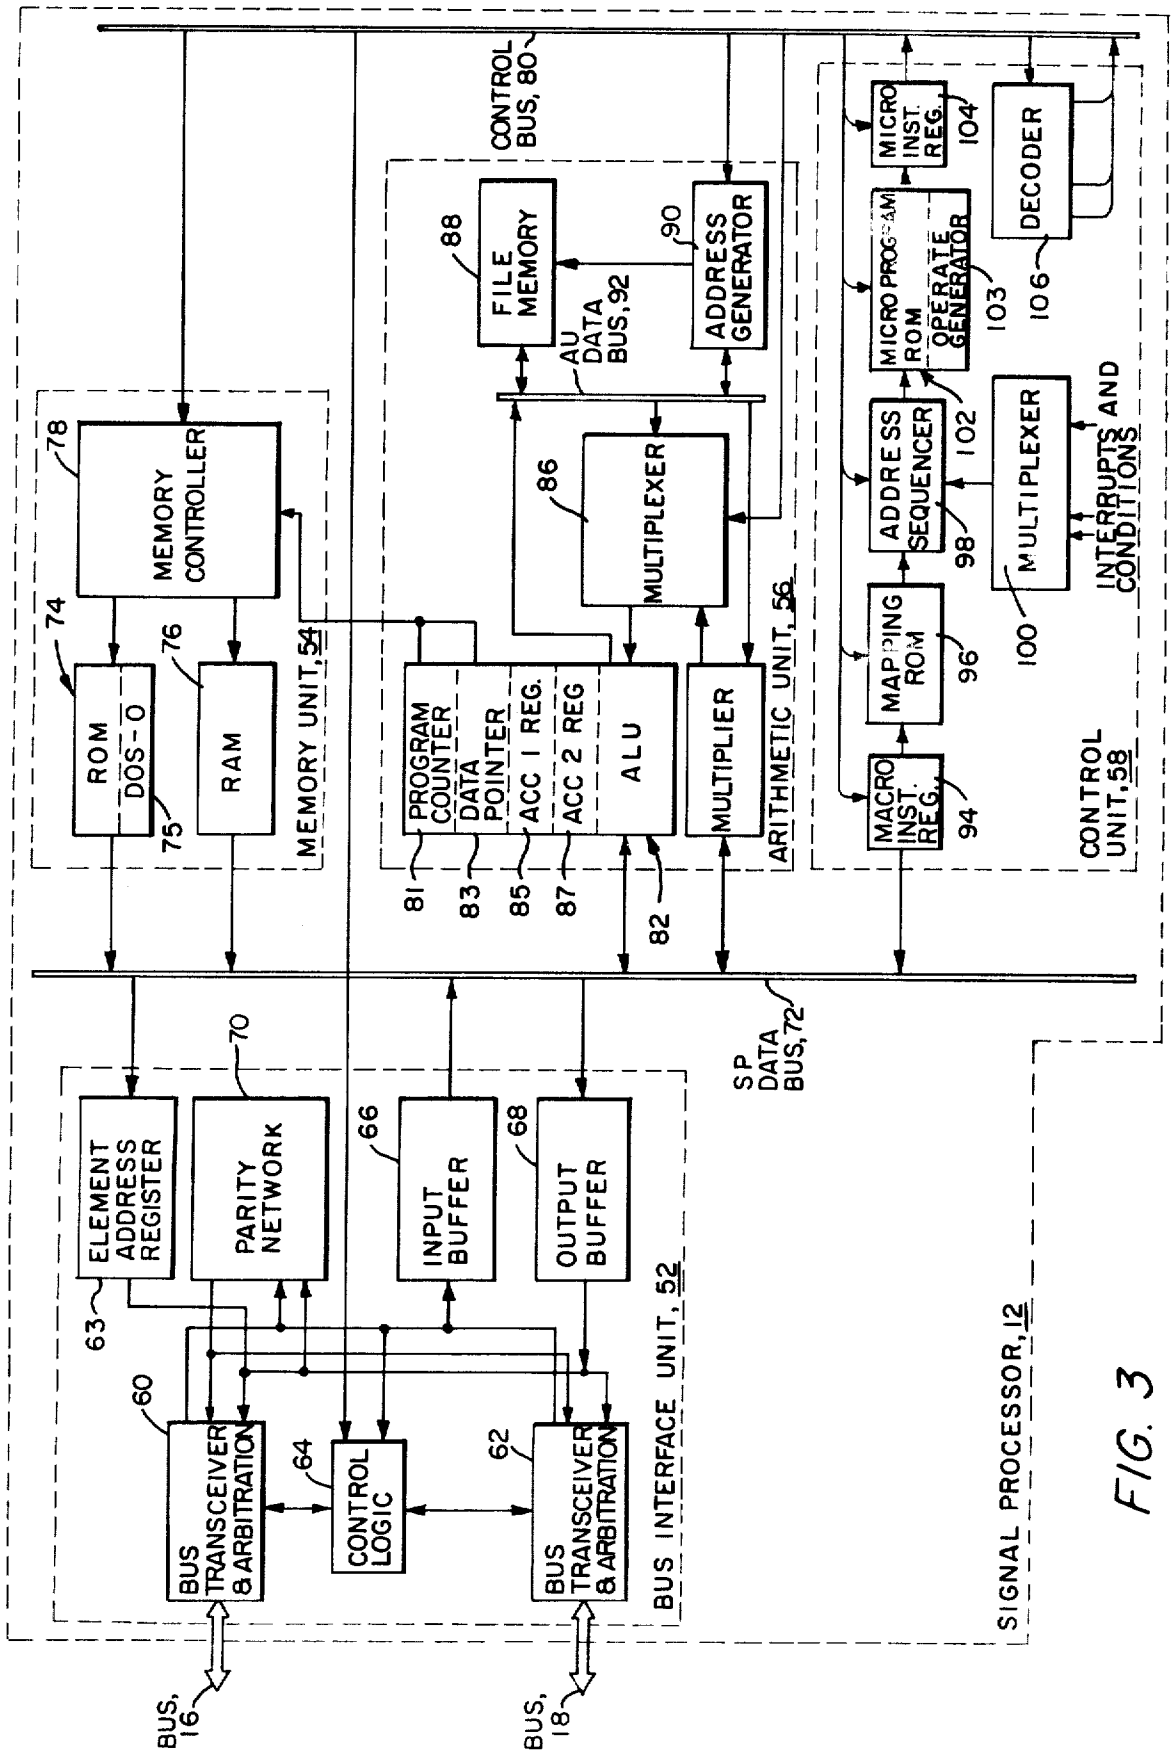 BUS,
16
BUS,
18
BUS
TRANSCEIVER
& ARBITRATION
60
CONTROL
LOGIC
64
BUS
TRANSCEIVER
& ARBITRATION
62
ELEMENT
ADDRESS
REGISTER
63
PARITY
NETWORK
70
INPUT
BUFFER
66
OUTPUT
BUFFER
68
BUS INTERFACE UNIT, 52
SP
DATA
BUS, 72
ROM
DOS-0
74
75
RAM
76
MEMORY
CONTROLLER
78
MEMORY UNIT, 54
PROGRAM
COUNTER
81
DATA
POINTER
83
ACC 1 REG.
85
ACC 2 REG
87
ALU
82
MULTIPLIER
MULTIPLEXER
86
AU
DATA
BUS, 92
FILE
MEMORY
88
ADDRESS
GENERATOR
90
ARITHMETIC UNIT, 56
CONTROL
BUS, 80
MACRO
INST.
REG.
94
MAPPING
ROM
96
ADDRESS
SEQUENCER
98
MULTIPLEXER
100
INTERRUPTS AND
CONDITIONS
MICROPROGRAM
ROM
102
OPERATE
GENERATOR
103
MICRO
INST.
REG.
104
DECODER
106
CONTROL
UNIT, 58
SIGNAL PROCESSOR, 12
FIG. 3